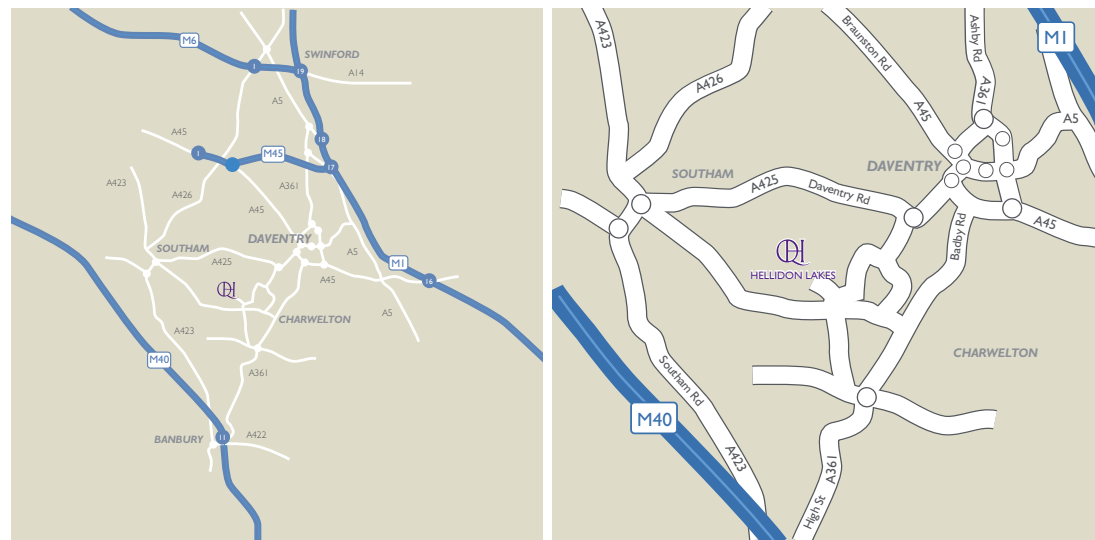 M6
1
19
SWINFORD
A14
A5
A45
18
1
M45
17
A423
A426
A361
A45
SOUTHAM
DAVENTRY
A5
A425
M1
A45
16
QH
CHARWELTON
A5
A423
M40
A361
BANBURY
11
A422
A423
Braunston Rd
Ashby Rd
M1
A426
A361
A45
A5
SOUTHAM
DAVENTRY
A425
Daventry Rd
Badby Rd
A45
QH
HELLIDON LAKES
CHARWELTON
Southam Rd
M40
A423
A361
High St